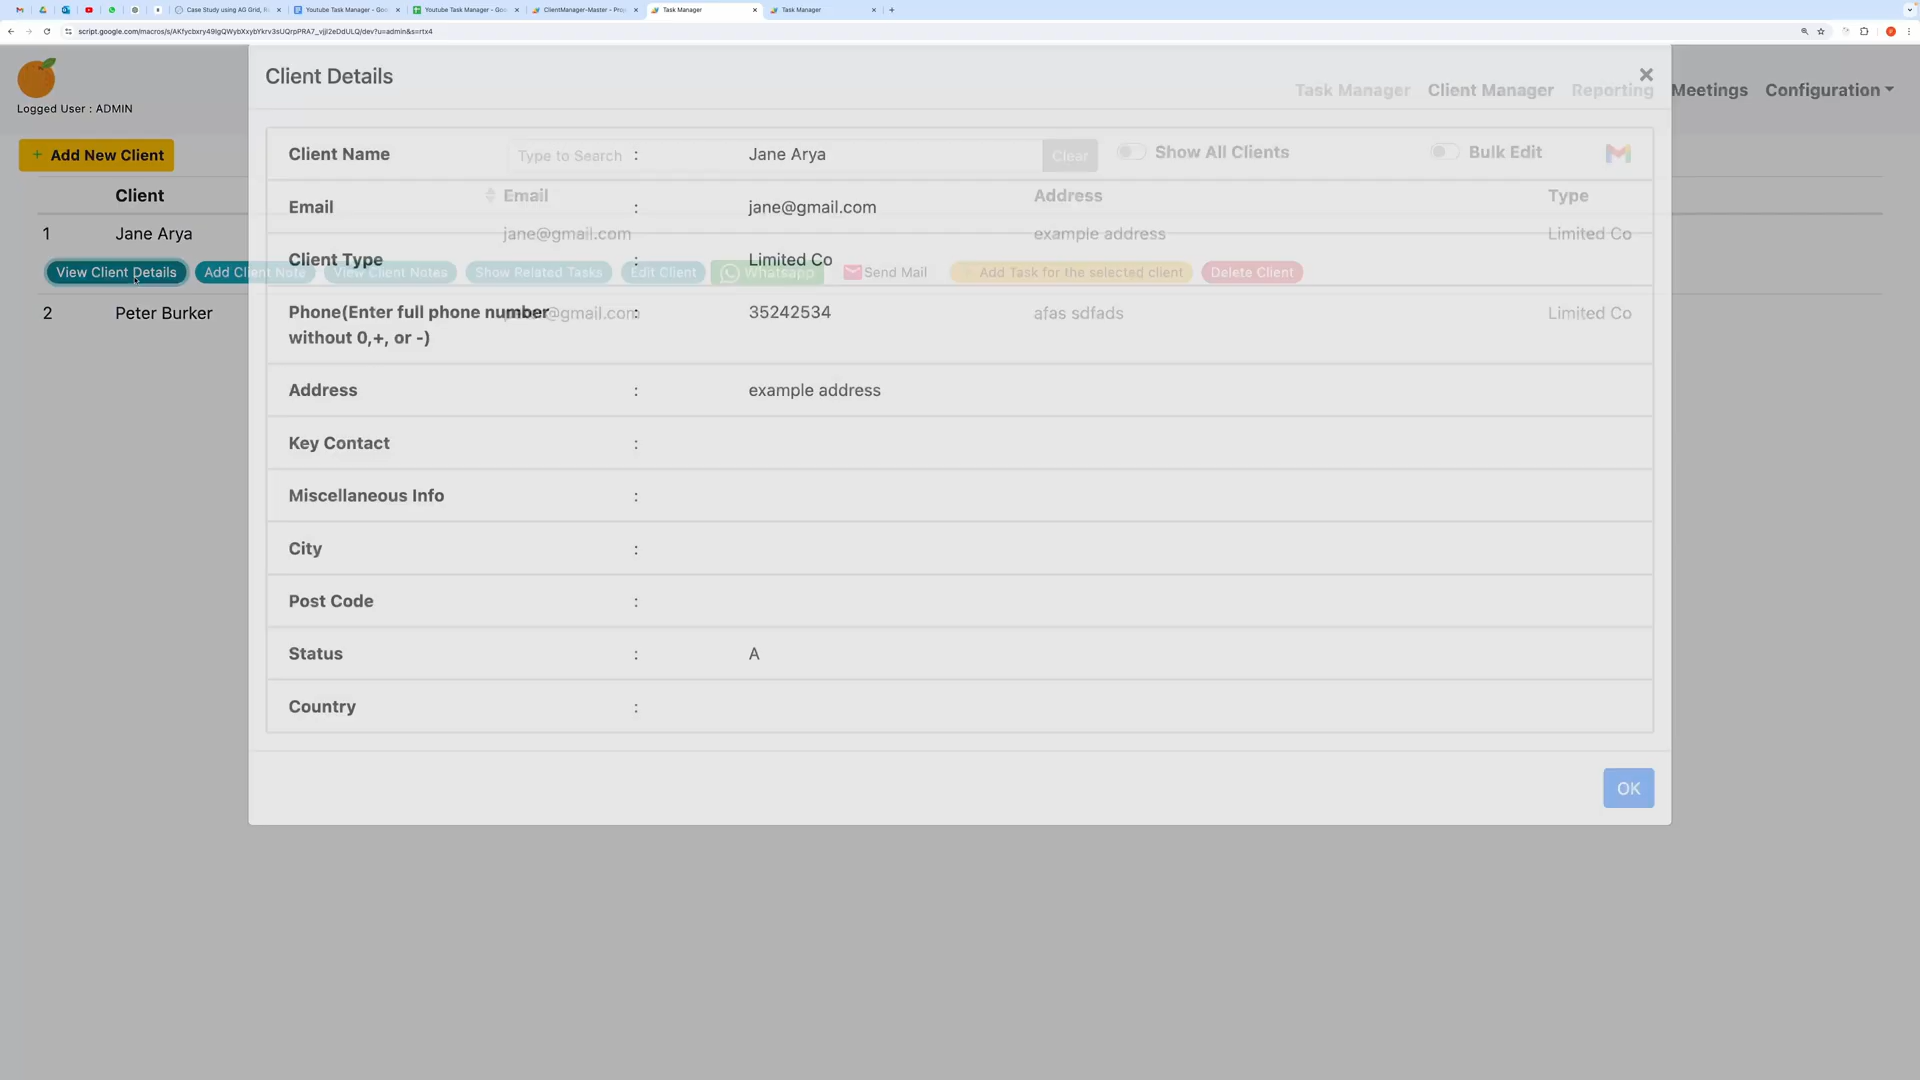 Case Study using AG Grid, R
Youtube Task Manager - Goo
Youtube Task Manager - Goo
ClientManager-Master - Proj
Task Manager
Task Manager
script.google.com/macros/s/AKfycbxry49IgQWybXxybYkrv3sUQrpPRA7_vjjl2eDdULQ/dev?u=admin&s=rtx4
Client Details
×
Task Manager Client Manager Reporting Meetings Configuration
Logged User : ADMIN
+ Add New Client
Type to Search
Clear
Show All Clients
Bulk Edit
Client Name : Jane Arya
Client Email Address Type
Email : jane@gmail.com
1 Jane Arya jane@gmail.com example address Limited Co
Client Type : Limited Co
View Client Details Add Client Note View Client Notes Show Related Tasks Edit Client Whatsapp Send Mail Add Task for the selected client Delete Client
Phone(Enter full phone number : 35242534
without 0,+, or -)
2 Peter Burker @gmail.com afas sdfads Limited Co
Address : example address
Key Contact :
Miscellaneous Info :
City :
Post Code :
Status : A
Country :
OK